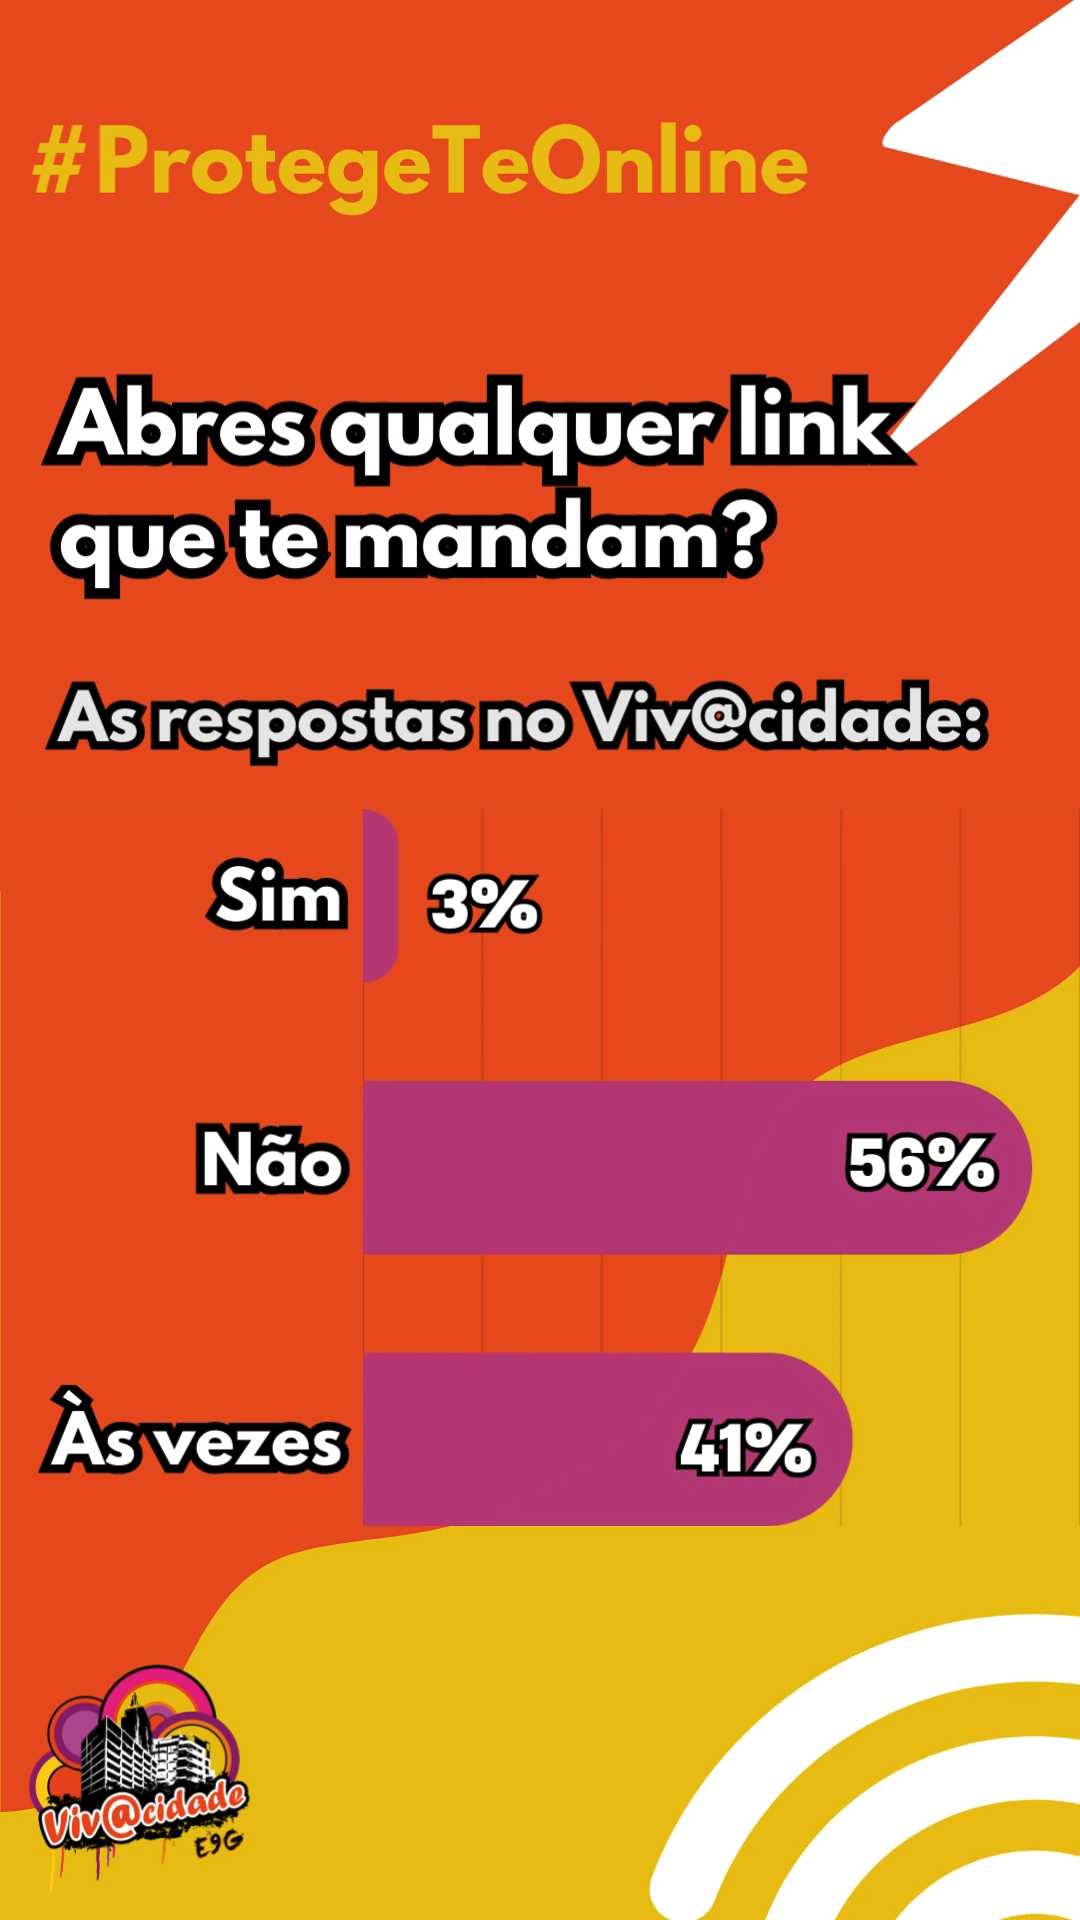 #ProtegeTeOnline
Abres qualquer link
que te mandam?
As respostas no Viv@cidade:
Sim 3%
Não 56%
Às vezes 41%
Viv@cidade
E9G